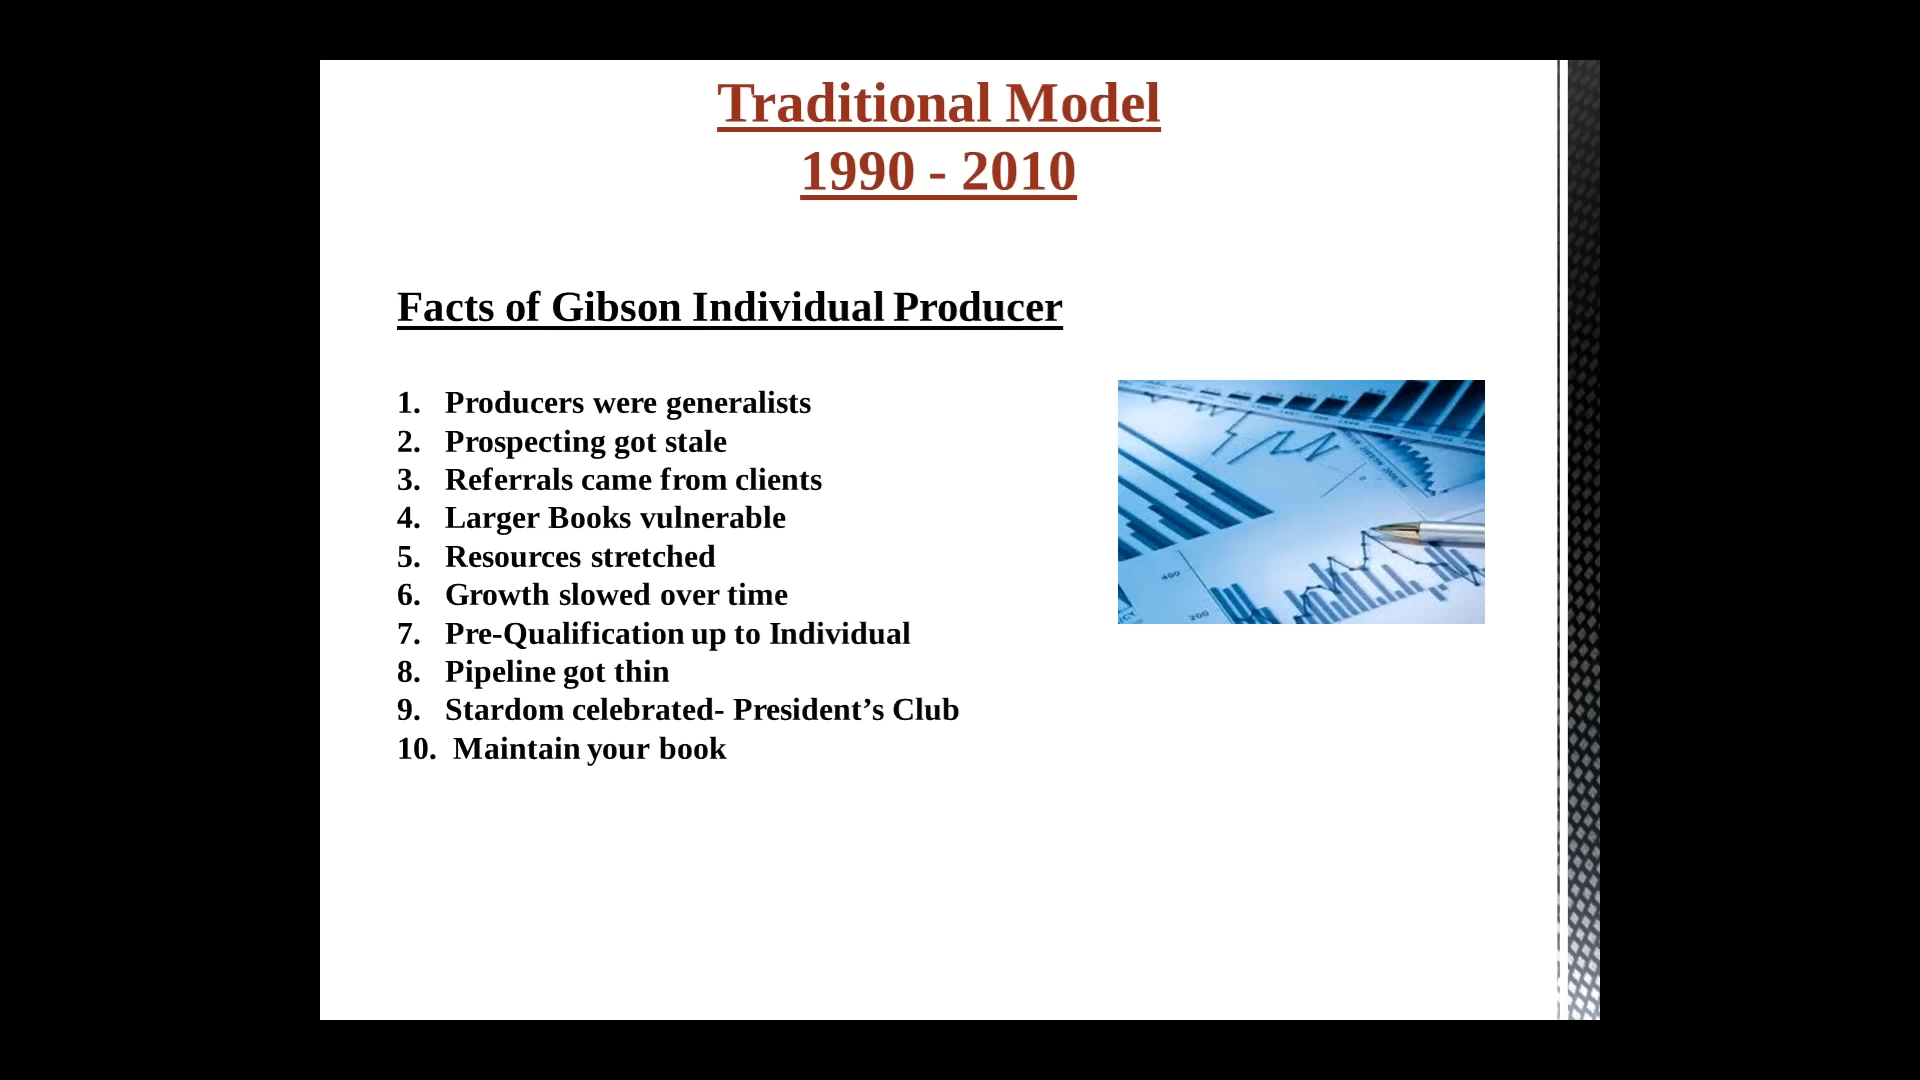 Traditional Model
1990 - 2010
Facts of Gibson Individual Producer
1. Producers were generalists
2. Prospecting got stale
3. Referrals came from clients
4. Larger Books vulnerable
5. Resources stretched
6. Growth slowed over time
7. Pre-Qualification up to Individual
8. Pipeline got thin
9. Stardom celebrated- President’s Club
10. Maintain your book
400
200